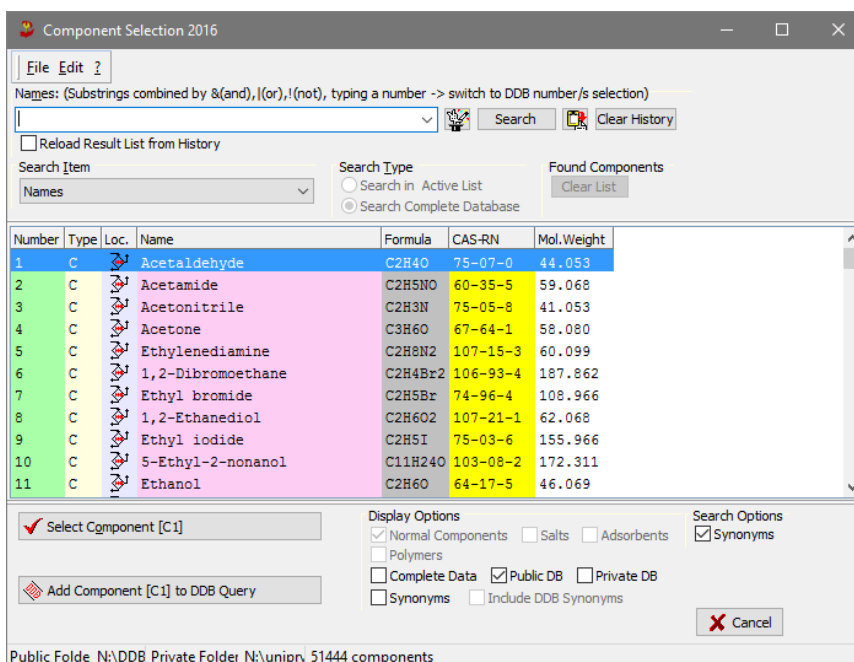 Component Selection 2016
File Edit ?
Names: (Substrings combined by &(and),|(or),!(not), typing a number -> switch to DDB number/s selection)
Search Clear History
Reload Result List from History
Search Item Search Type Found Components
Names Search in Active List Clear List
Search Complete Database
Number Type Loc. Name Formula CAS-RN Mol.Weight
1 C Acetaldehyde C2H4O 75-07-0 44.053
2 C Acetamide C2H5NO 60-35-5 59.068
3 C Acetonitrile C2H3N 75-05-8 41.053
4 C Acetone C3H6O 67-64-1 58.080
5 C Ethylenediamine C2H8N2 107-15-3 60.099
6 C 1,2-Dibromoethane C2H4Br2 106-93-4 187.862
7 C Ethyl bromide C2H5Br 74-96-4 108.966
8 C 1,2-Ethanediol C2H6O2 107-21-1 62.068
9 C Ethyl iodide C2H5I 75-03-6 155.966
10 C 5-Ethyl-2-nonanol C11H24O 103-08-2 172.311
11 C Ethanol C2H6O 64-17-5 46.069
Select Component [C1] Display Options Search Options
Normal Components Salts Adsorbents Synonyms
Polymers
Complete Data Public DB Private DB
Add Component [C1] to DDB Query Synonyms Include DDB Synonyms
Cancel
Public Folde N:\DDB Private Folder N:\unipr 51444 components